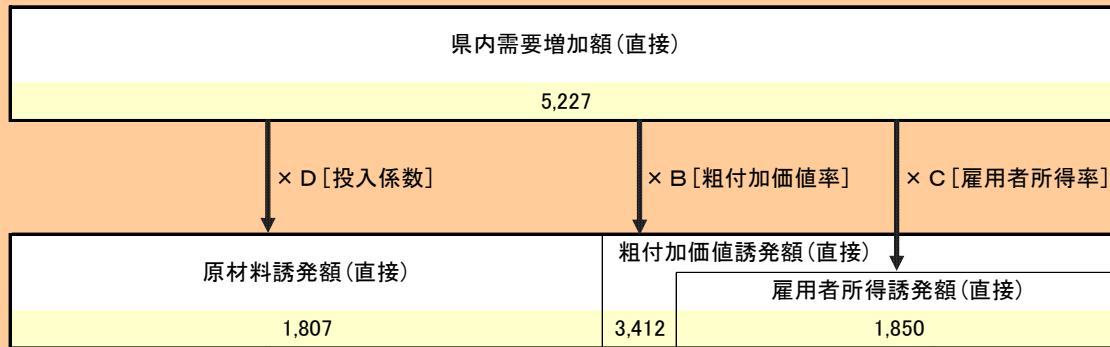 県内需要増加額(直接)
5,227
×D[投入係数]
×B[粗付加価値率]
×C[雇用者所得率]
原材料誘発額(直接)
粗付加価値誘発額(直接)
雇用者所得誘発額(直接)
1,807
3,412
1,850